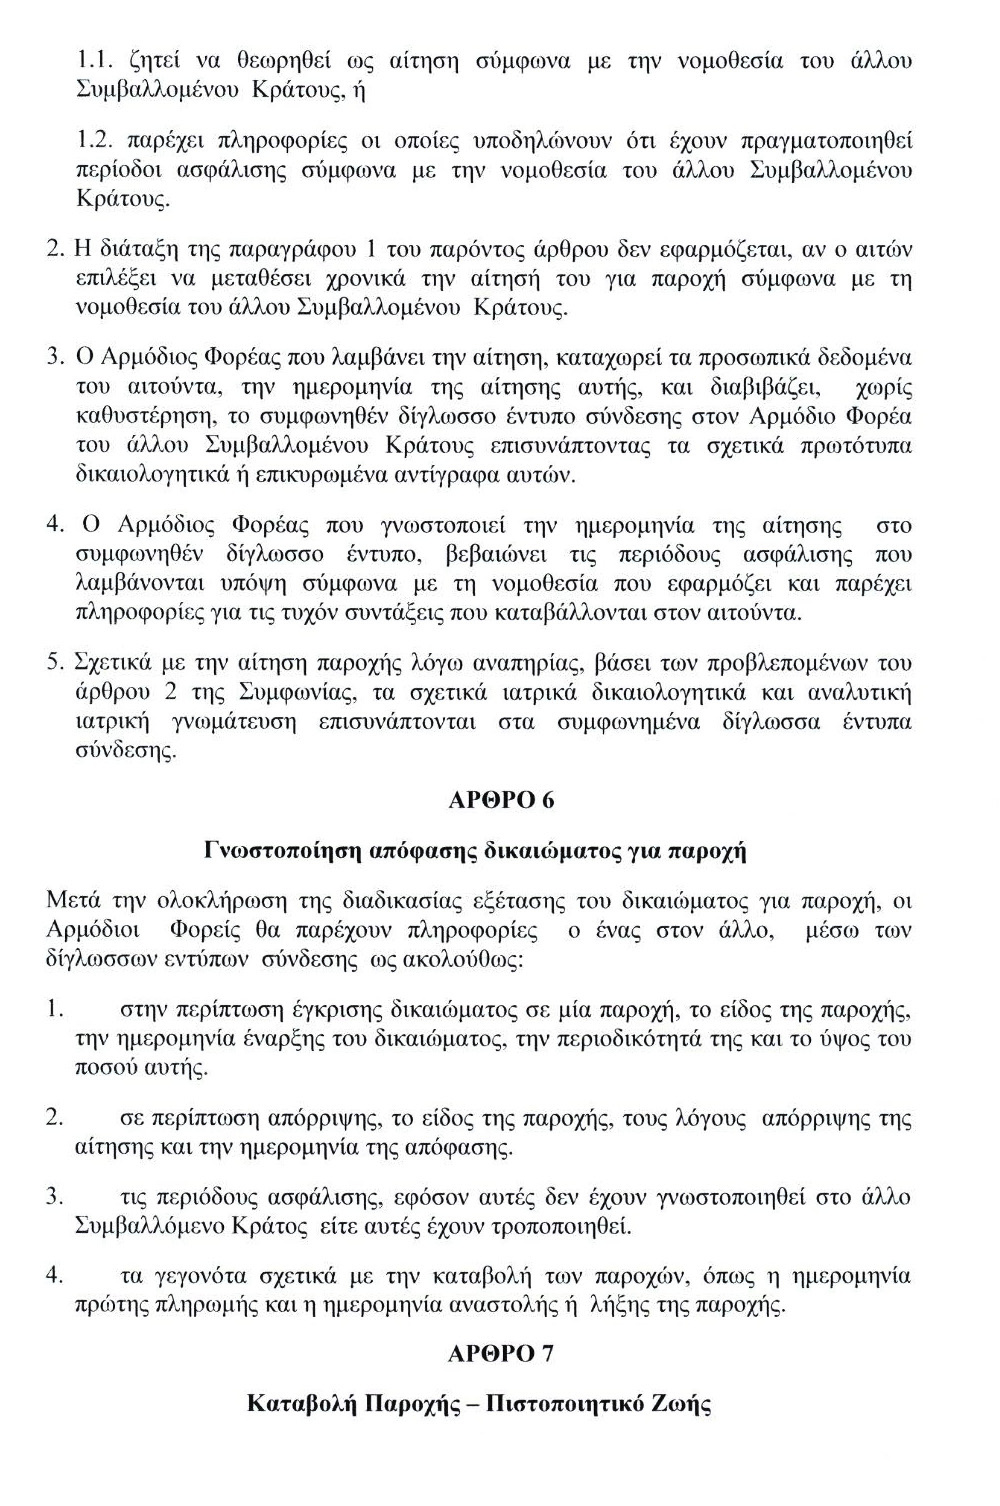 1.1. ζητεί να θεωρηθεί ως αίτηση σύμφωνα με την νομοθεσία του άλλου
Συμβαλλομένου Κράτους, ή
1.2. παρέχει πληροφορίες οι οποίες υποδηλώνουν ότι έχουν πραγματοποιηθεί
περίοδοι ασφάλισης σύμφωνα με την νομοθεσία του άλλου Συμβαλλομένου
Κράτους.
2. Η διάταξη της παραγράφου 1 του παρόντος άρθρου δεν εφαρμόζεται, αν ο αιτών
επιλέξει να μεταθέσει χρονικά την αίτησή του για παροχή σύμφωνα με τη
νομοθεσία του άλλου Συμβαλλομένου Κράτους.
3. Ο Αρμόδιος Φορέας που λαμβάνει την αίτηση, καταχωρεί τα προσωπικά δεδομένα
του αιτούντα, την ημερομηνία της αίτησης αυτής, και διαβιβάζει, χωρίς
καθυστέρηση, το συμφωνηθέν δίγλωσσο έντυπο σύνδεσης στον Αρμόδιο Φορέα
του άλλου Συμβαλλομένου Κράτους επισυνάπτοντας τα σχετικά πρωτότυπα
δικαιολογητικά ή επικυρωμένα αντίγραφα αυτών.
4. Ο Αρμόδιος Φορέας που γνωστοποιεί την ημερομηνία της αίτησης στο
συμφωνηθέν δίγλωσσο έντυπο, βεβαιώνει τις περιόδους ασφάλισης που
λαμβάνονται υπόψη σύμφωνα με τη νομοθεσία που εφαρμόζει και παρέχει
πληροφορίες για τις τυχόν συντάξεις που καταβάλλονται στον αιτούντα.
5. Σχετικά με την αίτηση παροχής λόγω αναπηρίας, βάσει των προβλεπομένων του
άρθρου 2 της Συμφωνίας, τα σχετικά ιατρικά δικαιολογητικά και αναλυτική
ιατρική γνωμάτευση επισυνάπτονται στα συμφωνημένα δίγλωσσα έντυπα
σύνδεσης.
ΑΡΘΡΟ 6
Γνωστοποίηση απόφασης δικαιώματος για παροχή
Μετά την ολοκλήρωση της διαδικασίας εξέτασης του δικαιώματος για παροχή, οι
Αρμόδιοι Φορείς θα παρέχουν πληροφορίες ο ένας στον άλλο, μέσω των
δίγλωσσων εντύπων σύνδεσης ως ακολούθως:
1. στην περίπτωση έγκρισης δικαιώματος σε μία παροχή, το είδος της παροχής,
την ημερομηνία έναρξης του δικαιώματος, την περιοδικότητά της και το ύψος του
ποσού αυτής.
2. σε περίπτωση απόρριψης, το είδος της παροχής, τους λόγους απόρριψης της
αίτησης και την ημερομηνία της απόφασης.
3. τις περιόδους ασφάλισης, εφόσον αυτές δεν έχουν γνωστοποιηθεί στο άλλο
Συμβαλλόμενο Κράτος είτε αυτές έχουν τροποποιηθεί.
4. τα γεγονότα σχετικά με την καταβολή των παροχών, όπως η ημερομηνία
πρώτης πληρωμής και η ημερομηνία αναστολής ή λήξης της παροχής.
ΑΡΘΡΟ 7
Καταβολή Παροχής – Πιστοποιητικό Ζωής